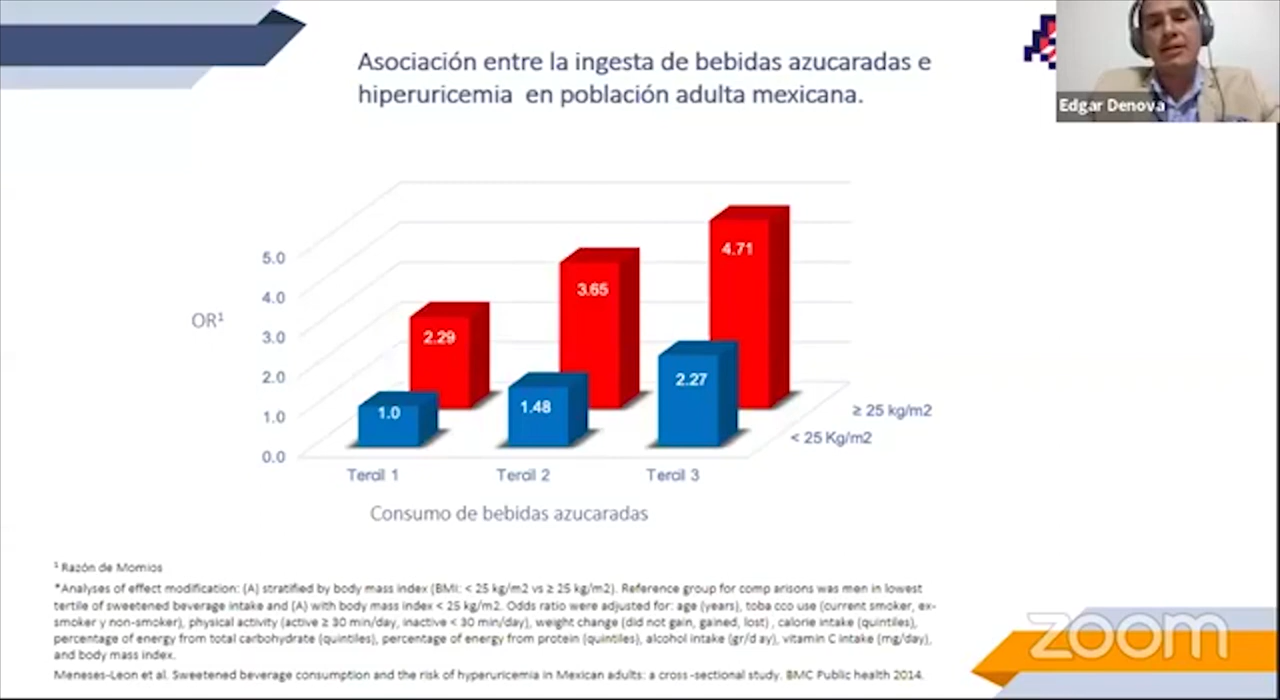 Asociación entre la ingesta de bebidas azucaradas e
hiperuricemia en población adulta mexicana.
Edgar Denova
5.0
4.0
3.0
2.0
1.0
0.0
OR¹
2.29
3.65
4.71
1.0
1.48
2.27
≥ 25 kg/m2
< 25 Kg/m2
Tercil 1
Tercil 2
Tercil 3
Consumo de bebidas azucaradas
¹ Razón de Momios
*Analyses of effect modification: (A) stratified by body mass index (BMI: < 25 kg/m2 vs ≥ 25 kg/m2). Reference group for comp arisons was men in lowest
tertile of sweetened beverage intake and (A) with body mass index < 25 kg/m2. Odds ratio were adjusted for: age (years), toba cco use (current smoker, ex-
smoker y non-smoker), physical activity (active ≥ 30 min/day, inactive < 30 min/day), weight change (did not gain, gained, lost) , calorie intake (quintiles),
percentage of energy from total carbohydrate (quintiles), percentage of energy from protein (quintiles), alcohol intake (gr/d ay), vitamin C intake (mg/day),
and body mass index.
Meneses-Leon et al. Sweetened beverage consumption and the risk of hyperuricemia in Mexican adults: a cross-sectional study. BMC Public health 2014.
zoom